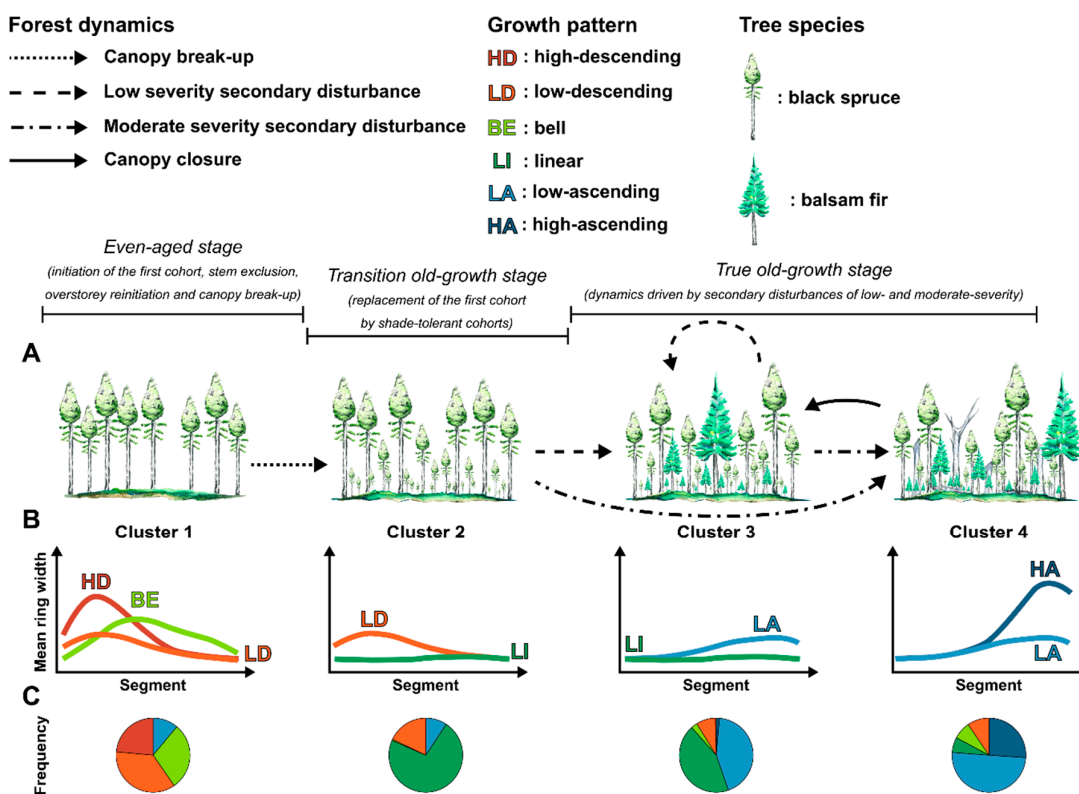 Forest dynamics
Canopy break-up
Low severity secondary disturbance
Moderate severity secondary disturbance
Canopy closure
Growth pattern
HD : high-descending
LD : low-descending
BE : bell
LI : linear
LA : low-ascending
HA : high-ascending
Tree species
: black spruce
: balsam fir
Even-aged stage
(initiation of the first cohort, stem exclusion,
overstorey reinitiation and canopy break-up)
Transition old-growth stage
(replacement of the first cohort
by shade-tolerant cohorts)
True old-growth stage
(dynamics driven by secondary disturbances of low- and moderate-severity)
A
B
Cluster 1
Cluster 2
Cluster 3
Cluster 4
Mean ring width
HD
BE
LD
Segment
LD
LI
Segment
LI
LA
Segment
HA
LA
Segment
C
Frequency